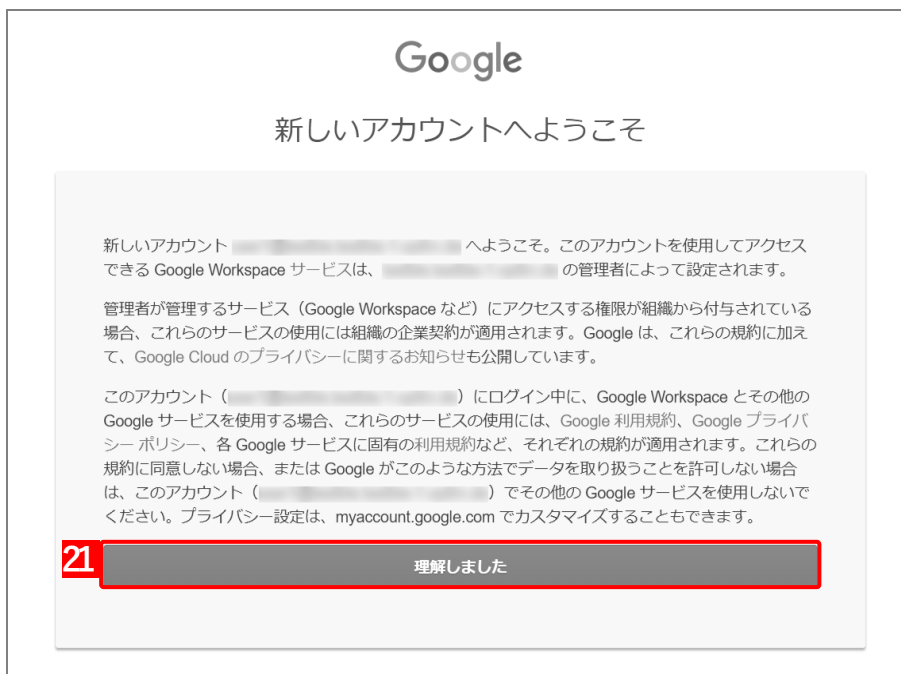 Google
新しいアカウントへようこそ
新しいアカウント へようこそ。このアカウントを使用してアクセス
できる Google Workspace サービスは、 の管理者によって設定されます。
管理者が管理するサービス（Google Workspace など）にアクセスする権限が組織から付与されている
場合、これらのサービスの使用には組織の企業契約が適用されます。Google は、これらの規約に加え
て、Google Cloud のプライバシーに関するお知らせも公開しています。
このアカウント（ ）にログイン中に、Google Workspace とその他の
Google サービスを使用する場合、これらのサービスの使用には、Google 利用規約、Google プライバ
シー ポリシー、各 Google サービスに固有の利用規約など、それぞれの規約が適用されます。これらの
規約に同意しない場合、または Google がこのような方法でデータを取り扱うことを許可しない場合
は、このアカウント（ ）でその他の Google サービスを使用しないで
ください。プライバシー設定は、myaccount.google.com でカスタマイズすることもできます。
21
理解しました